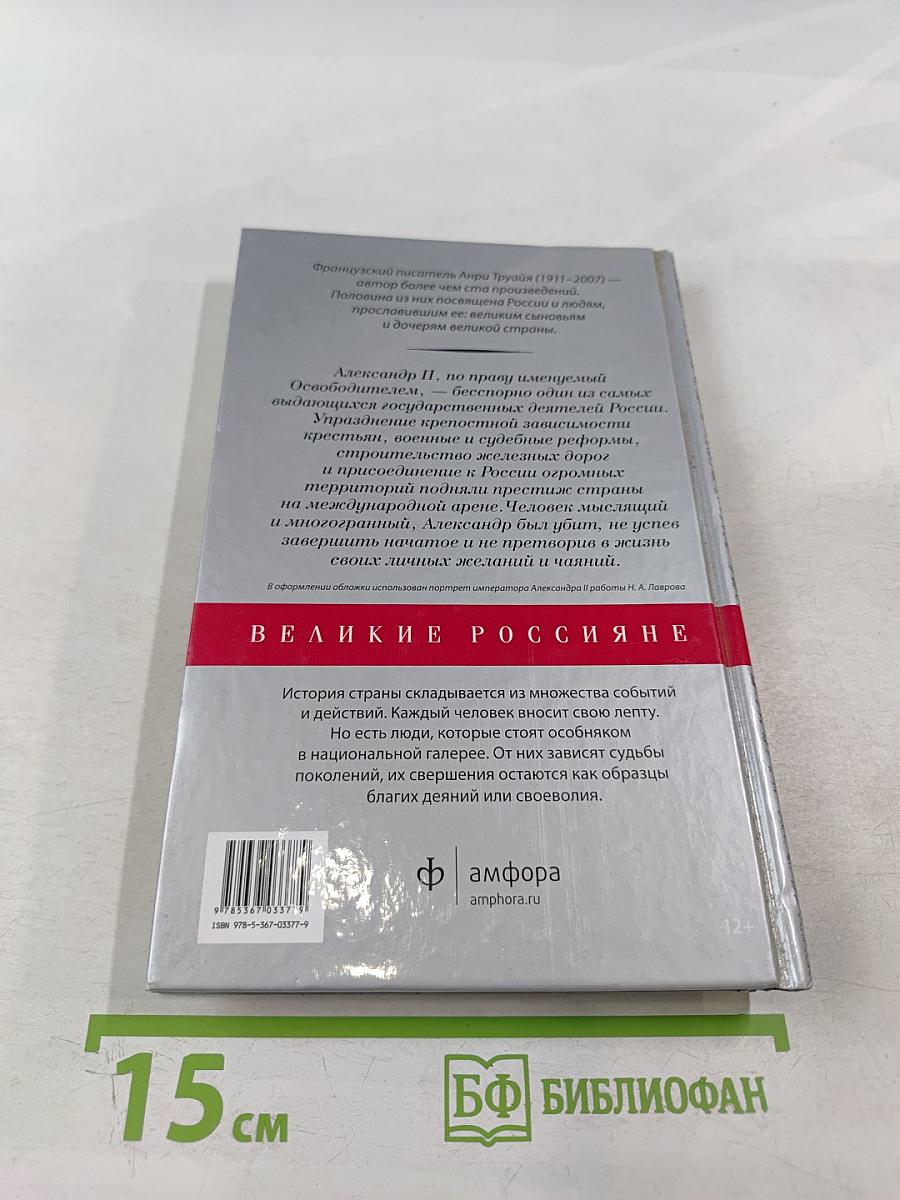 Французский писатель Анри Труайя (1911–2007) —
автор более чем ста произведений.
Половина из них посвящена России и людям,
прославившим ее: великим сыновьям
и дочерям великой страны.
Александр II, по праву именуемый
Освободителем, — бесспорно один из самых
выдающихся государственных деятелей России.
Упразднение крепостной зависимости
крестьян, военные и судебные реформы,
строительство железных дорог
и присоединение к России огромных
территорий подняли престиж страны
на международной арене. Человек мыслящий
и многогранный, Александр был убит, не успев
завершить начатое и не претворив в жизнь
своих личных желаний и чаяний.
В оформлении обложки использован портрет императора Александра II работы Н. А. Лаврова
ВЕЛИКИЕ РОССИЯНЕ
История страны складывается из множества событий
и действий. Каждый человек вносит свою лепту.
Но есть люди, которые стоят особняком
в национальной галерее. От них зависят судьбы
поколений, их свершения остаются как образцы
благих деяний или своеволия.
9 785367 033779
ISBN 978-5-367-03377-9
амфора
amphora.ru
12+
15 см
БФ БИБЛИОФАН